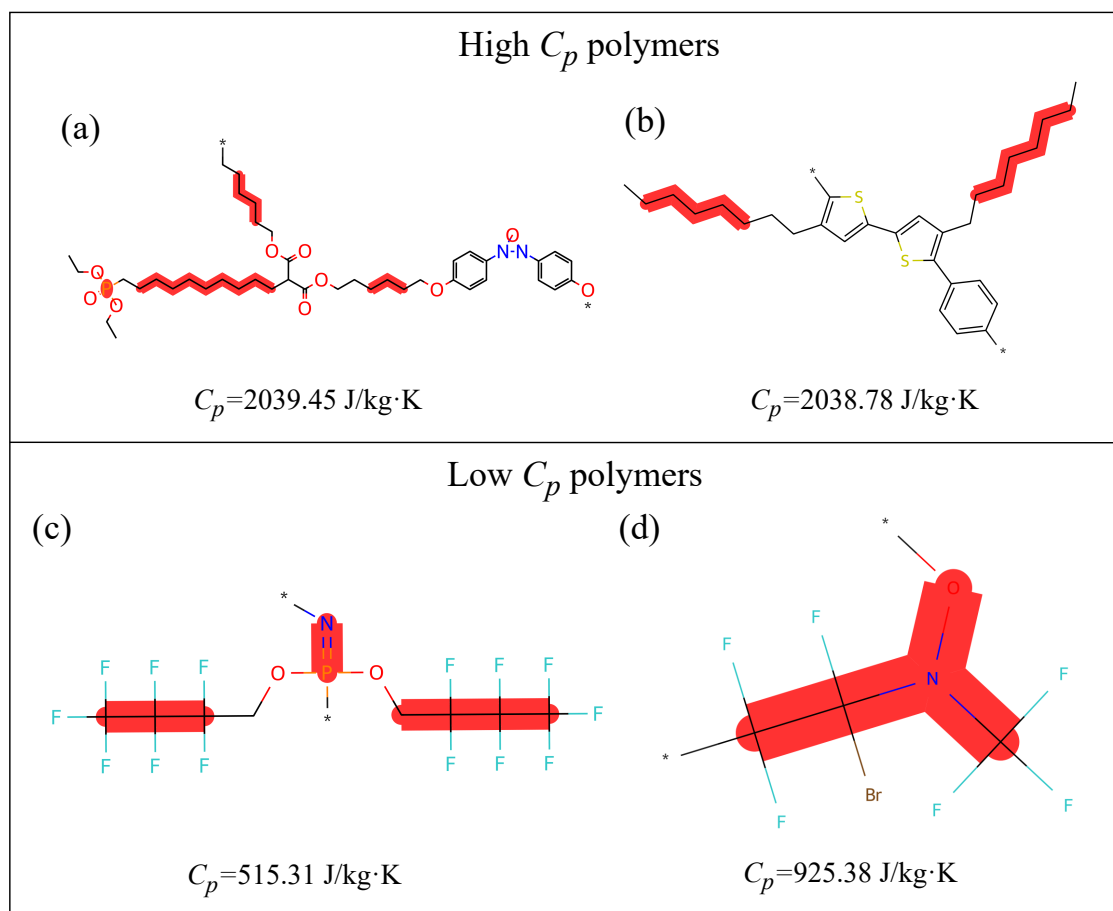 High Cp polymers
(a)
(b)
*
*
O
O
O
P
O
O
O
O
O
O
N
N
O
O
*
S
S
*
Cp=2039.45 J/kg·K
Cp=2038.78 J/kg·K
Low Cp polymers
(c)
(d)
*
*
N
O
F
F
F
F
F
F
F
F
O
P
O
F
F
N
F
F
*
*
F
F
F
F
F
F
Br
F
F
F
F
Cp=515.31 J/kg·K
Cp=925.38 J/kg·K